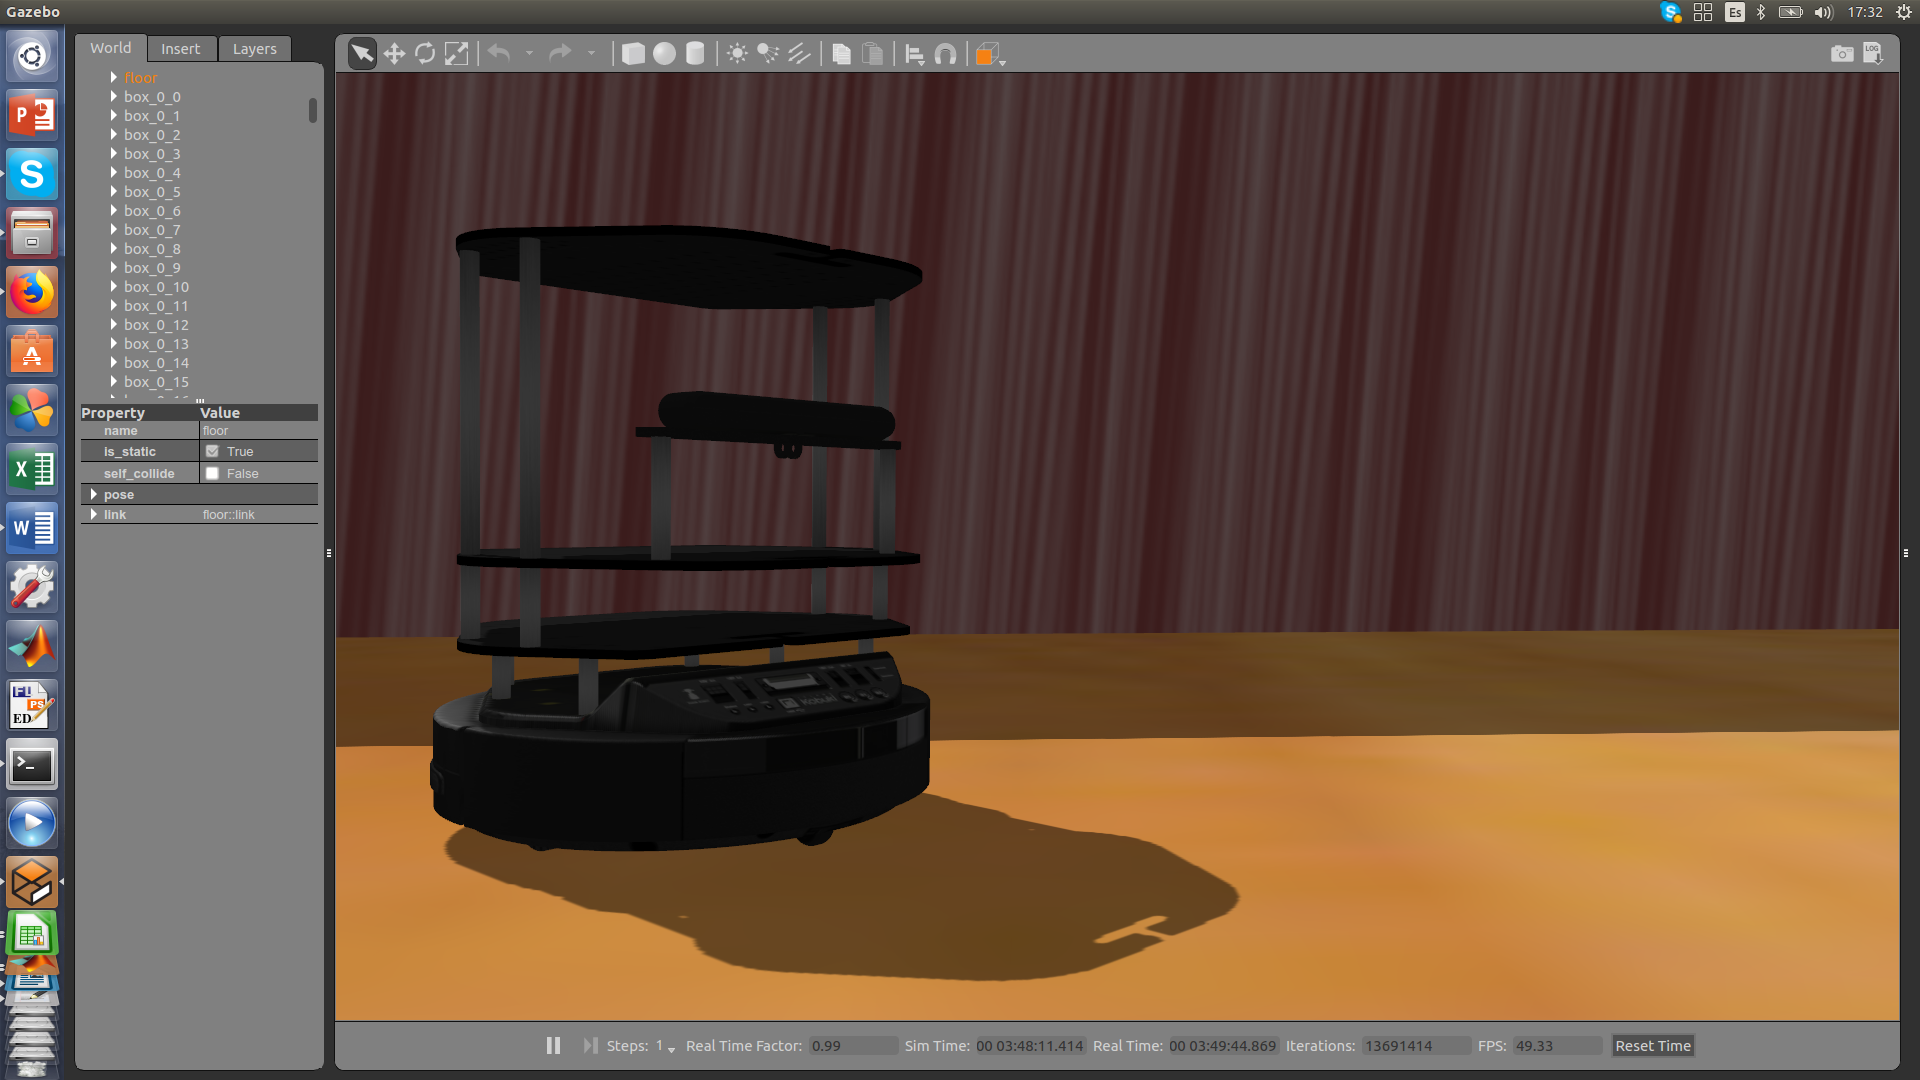 Gazebo
Es
17:32
World
Insert
Layers
LOG
floor
box_0_0
box_0_1
box_0_2
box_0_3
box_0_4
box_0_5
box_0_6
box_0_7
box_0_8
box_0_9
box_0_10
box_0_11
box_0_12
box_0_13
box_0_14
box_0_15
Property Value
name floor
is_static True
self_collide False
pose
link floor::link
Kobuki
Steps: 1 Real Time Factor: 0.99 Sim Time: 00 03:48:11.414 Real Time: 00 03:49:44.869 Iterations: 13691414 FPS: 49.33 Reset Time